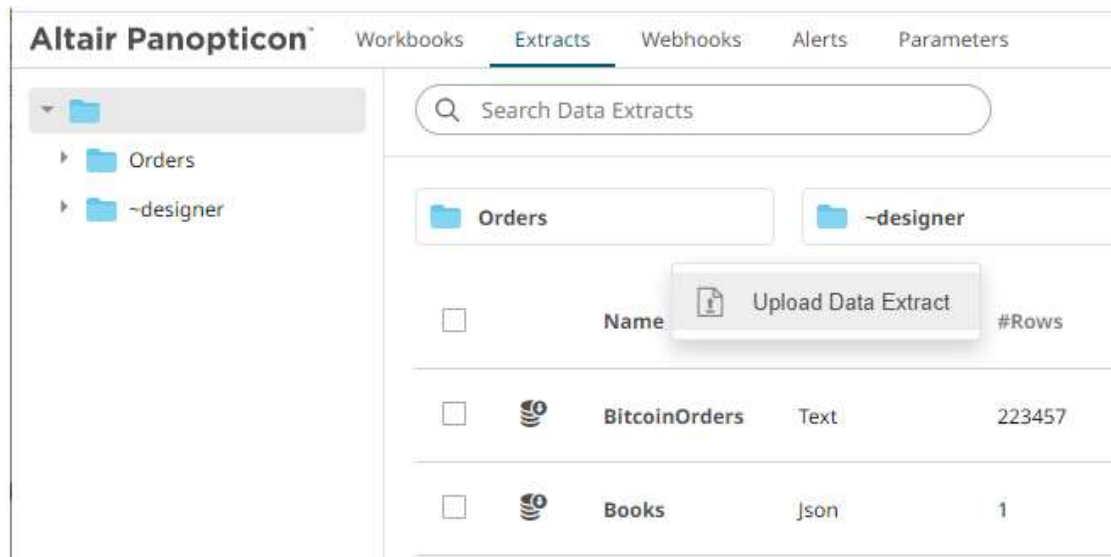 Altair Panopticon™ Workbooks Extracts Webhooks Alerts Parameters
Search Data Extracts
Orders
~designer
Orders ~designer
Upload Data Extract
Name #Rows
BitcoinOrders Text 223457
Books Json 1